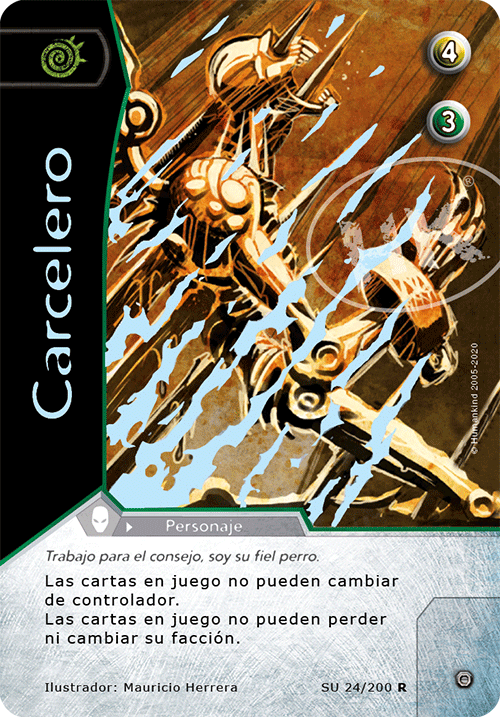 4
3
Carcelero
®
© Humankind 2005-2020
Personaje
Trabajo para el consejo, soy su fiel perro.
Las cartas en juego no pueden cambiar
de controlador.
Las cartas en juego no pueden perder
ni cambiar su facción.
Ilustrador: Mauricio Herrera SU 24/200 R